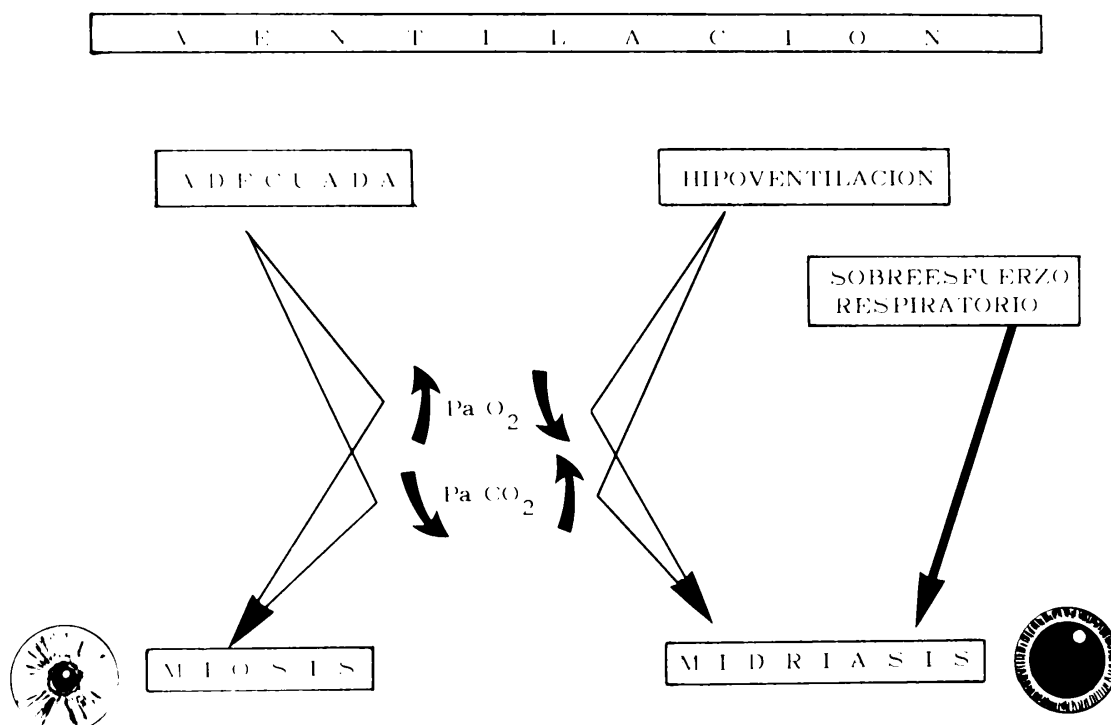 VENTILACION
ADECUADA
HIPOVENTILACION
SOBREESFUERZO
RESPIRATORIO
Pa O2
Pa CO2
MIOSIS
MIDRIASIS